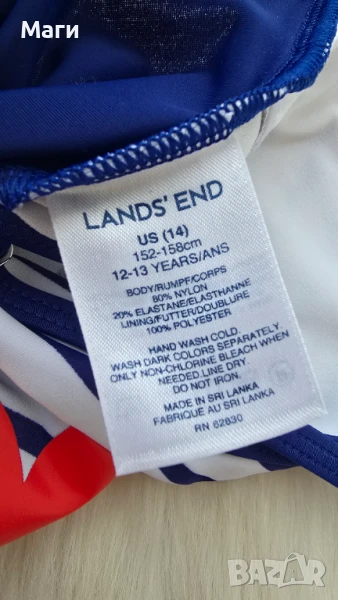 Маги
LANDS' END
US (14)
152-158cm
12-13 YEARS/ANS
BODY/RUMPF/CORPS
80% NYLON
20% ELASTANE/ELASTHANNE
LINING/FUTTER/DOUBLURE
100% POLYESTER
HAND WASH COLD.
WASH DARK COLORS SEPARATELY.
ONLY NON-CHLORINE BLEACH WHEN
NEEDED.LINE DRY.
DO NOT IRON.
MADE IN SRI LANKA
FABRIQUE AU SRI LANKA
RN 62830
BAZAR